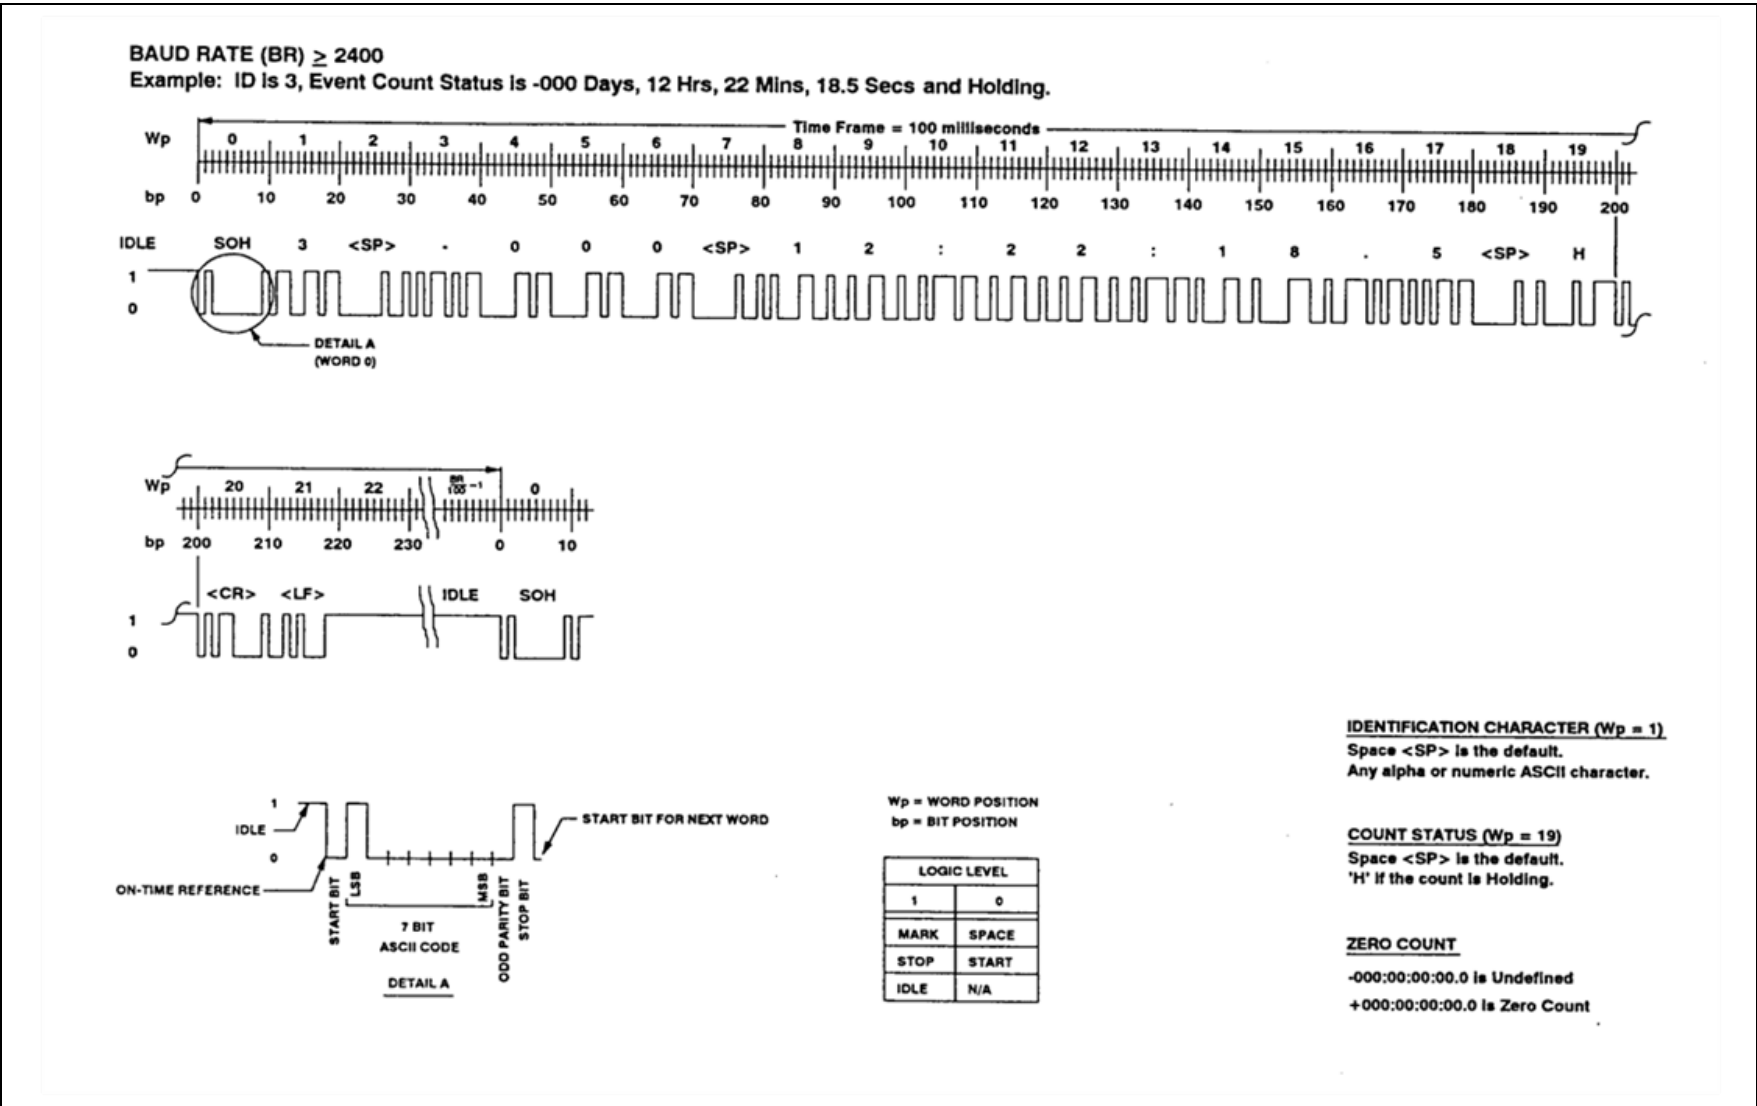 BAUD RATE (BR) ≥ 2400
Example: ID is 3, Event Count Status is -000 Days, 12 Hrs, 22 Mins, 18.5 Secs and Holding.
Time Frame = 100 milliseconds
Wp 0 1 2 3 4 5 6 7 8 9 10 11 12 13 14 15 16 17 18 19
bp 0 10 20 30 40 50 60 70 80 90 100 110 120 130 140 150 160 170 180 190 200
IDLE SOH 3 <SP> - 0 0 0 <SP> 1 2 : 2 2 : 1 8 . 5 <SP> H
1
0
DETAIL A
(WORD 0)
Wp 20 21 22 BR/100 -1 0
bp 200 210 220 230 0 10
<CR> <LF> IDLE SOH
1
0
1
IDLE
0
ON-TIME REFERENCE
START BIT FOR NEXT WORD
START BIT
LSB
MSB
ODD PARITY BIT
STOP BIT
7 BIT
ASCII CODE
DETAIL A
Wp = WORD POSITION
bp = BIT POSITION
LOGIC LEVEL
1 0
MARK SPACE
STOP START
IDLE N/A
IDENTIFICATION CHARACTER (Wp = 1)
Space <SP> is the default.
Any alpha or numeric ASCII character.
COUNT STATUS (Wp = 19)
Space <SP> is the default.
'H' if the count is Holding.
ZERO COUNT
-000:00:00:00.0 is Undefined
+000:00:00:00.0 is Zero Count